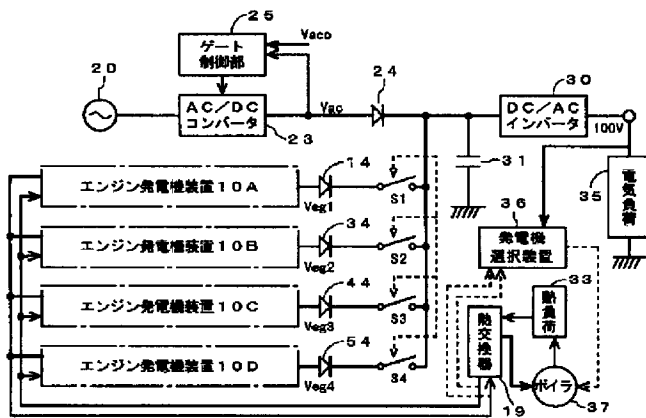 ２５
ゲート
制御部
Vaco
２０
AC／DC
コンバータ
２３
Vac
２４
３０
DC／AC
インバータ
100V
３１
電気負荷
３５
エンジン発電機装置１０A
１４
Veg1
S1
エンジン発電機装置１０B
３４
Veg2
S2
３６
発電機
選択装置
エンジン発電機装置１０C
４４
Veg3
S3
３３
熱負荷
熱交換器
エンジン発電機装置１０D
５４
Veg4
S4
１９
ボイラ
３７